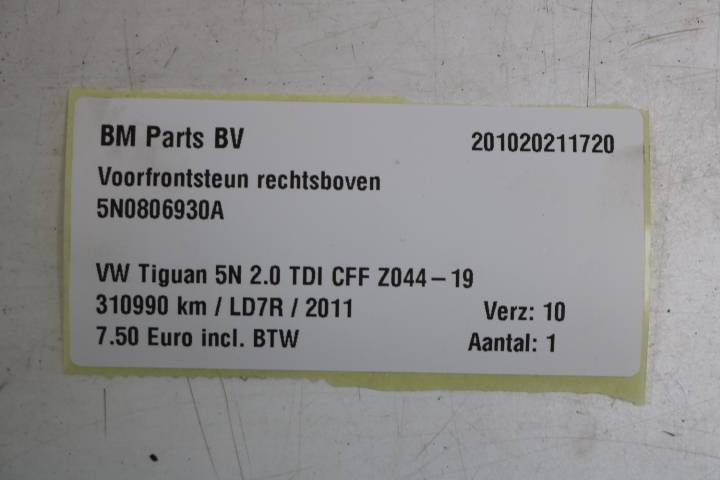 BM Parts BV 201020211720
Voorfrontsteun rechtsboven
5N0806930A
VW Tiguan 5N 2.0 TDI CFF Z044-19
310990 km / LD7R / 2011 Verz: 10
7.50 Euro incl. BTW Aantal: 1